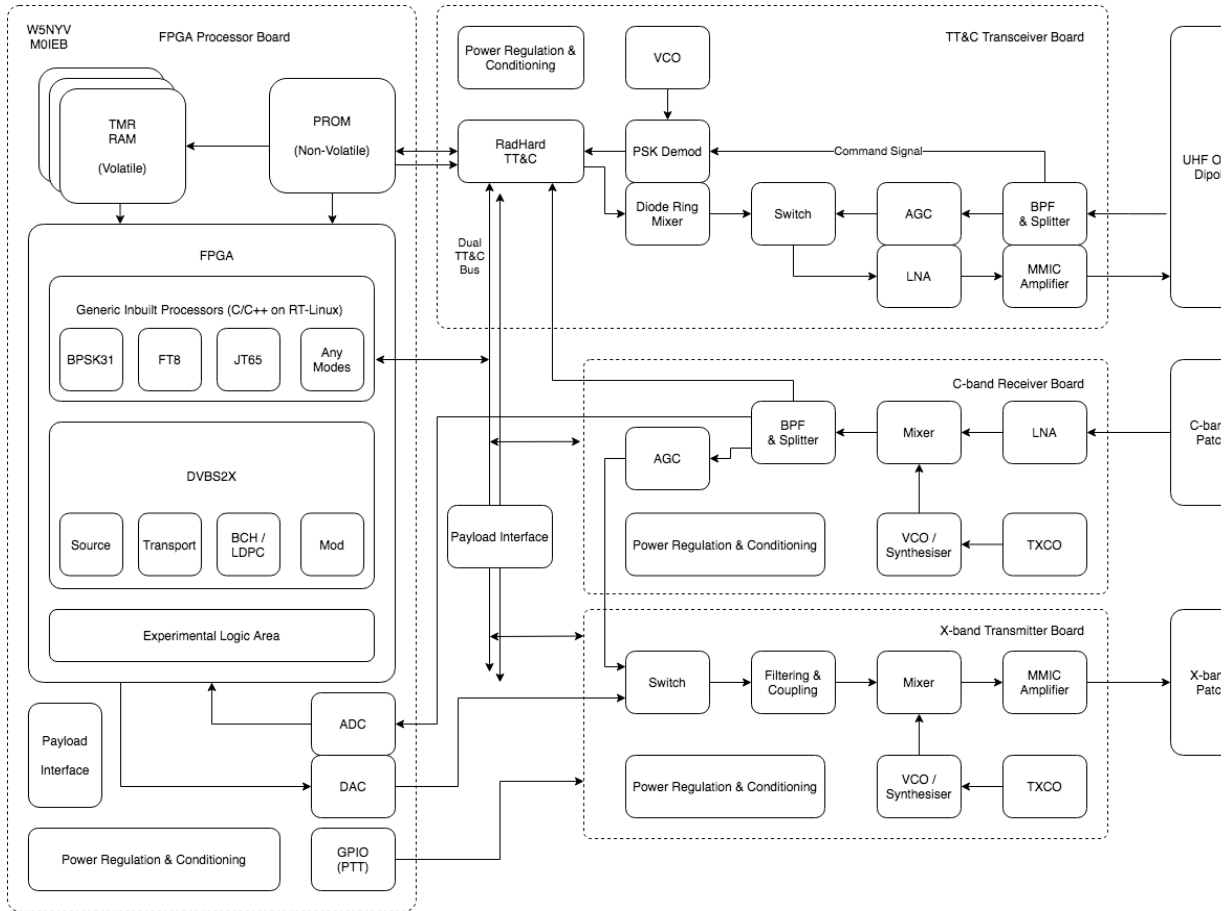 W5NYV
M0IEB
FPGA Processor Board
TMR
RAM
(Volatile)
PROM
(Non-Volatile)
FPGA
Generic Inbuilt Processors (C/C++ on RT-Linux)
BPSK31
FT8
JT65
Any
Modes
DVBS2X
Source
Transport
BCH /
LDPC
Mod
Experimental Logic Area
Payload
Interface
ADC
DAC
Power Regulation & Conditioning
GPIO
(PTT)
TT&C Transceiver Board
Power Regulation &
Conditioning
VCO
RadHard
TT&C
PSK Demod
Command Signal
Diode Ring
Mixer
Switch
AGC
BPF
& Splitter
LNA
MMIC
Amplifier
Dual
TT&C
Bus
Payload Interface
C-band Receiver Board
AGC
BPF
& Splitter
Mixer
LNA
Power Regulation & Conditioning
VCO /
Synthesiser
TXCO
X-band Transmitter Board
Switch
Filtering &
Coupling
Mixer
MMIC
Amplifier
Power Regulation & Conditioning
VCO /
Synthesiser
TXCO
UHF
C-ban
Patc
X-ban
Patc